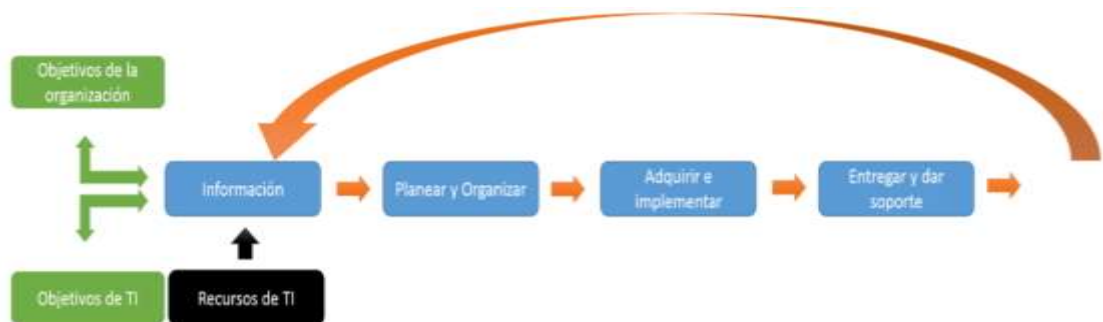 Objetivos de la
organización
Información
Planear y Organizar
Adquirir e
implementar
Entregar y dar
soporte
Objetivos de TI
Recursos de TI